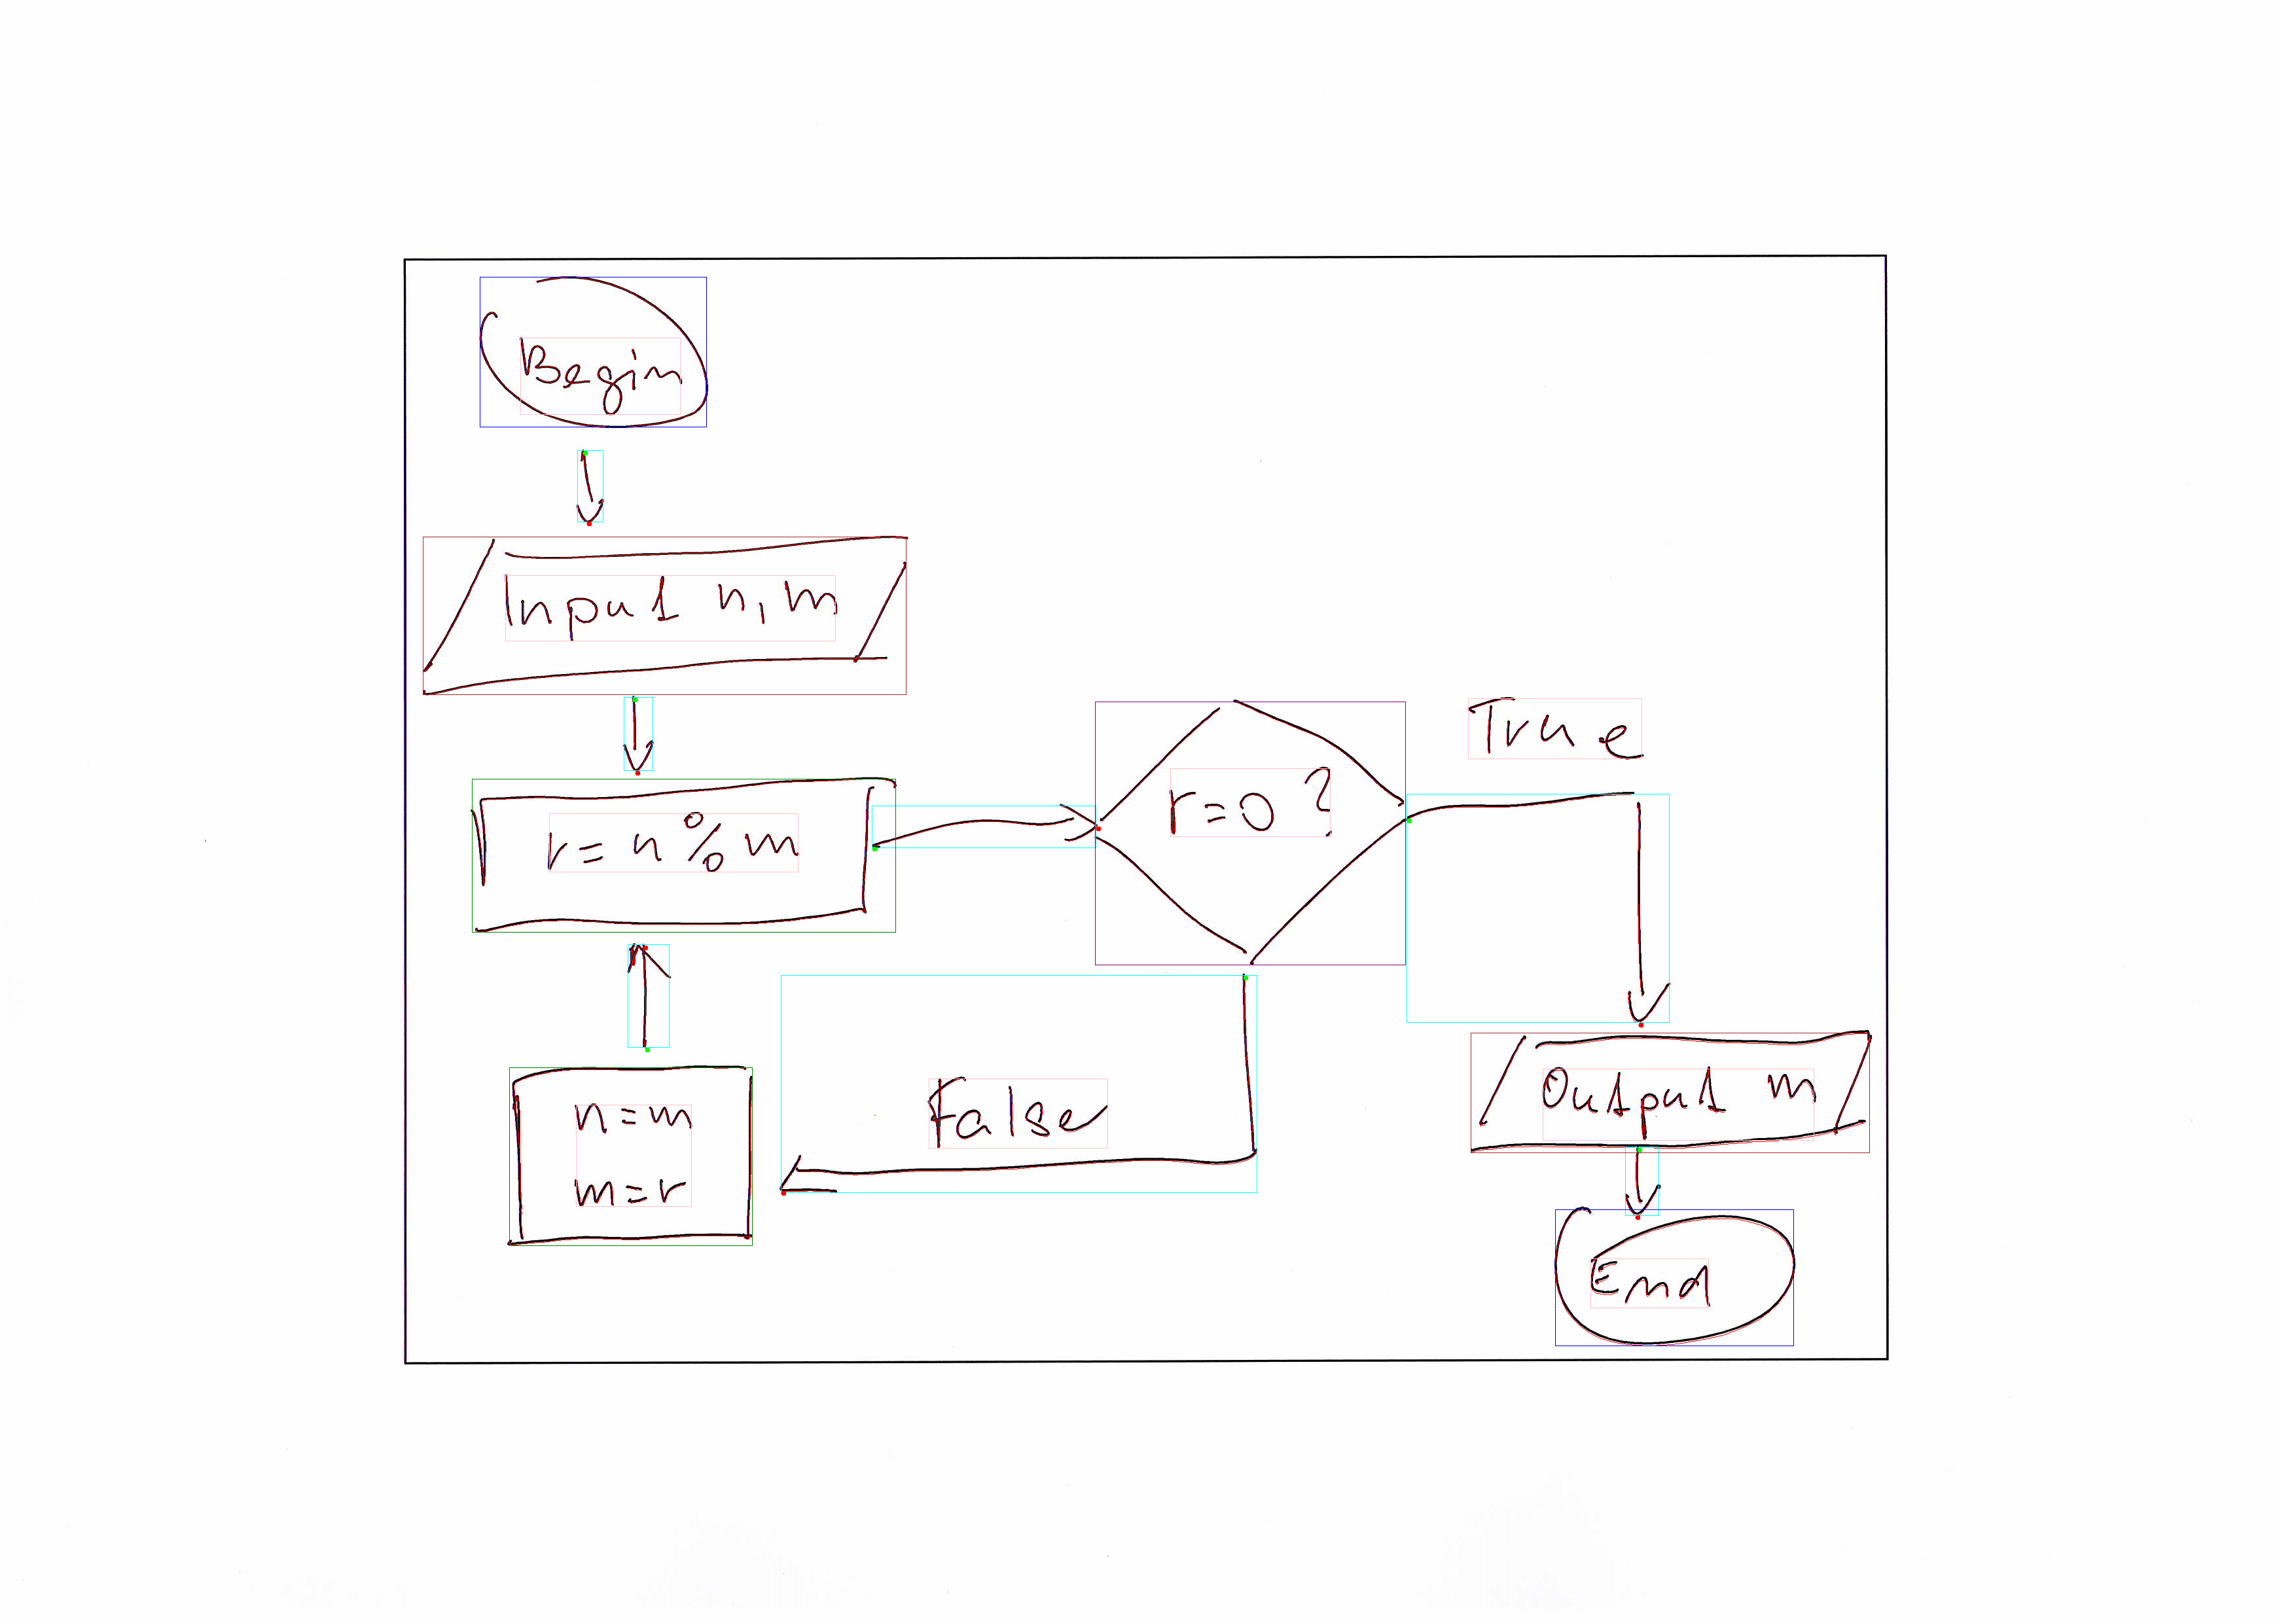 Begin
Input n, m
r = n % m
r = 0 ?
True
False
n = m
m = r
Output m
End